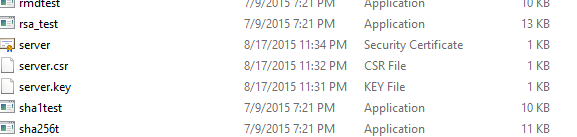 rmdtest 7/9/2015 7:21 PM Application 10 KB
rsa_test 7/9/2015 7:21 PM Application 13 KB
server 8/17/2015 11:34 PM Security Certificate 1 KB
server.csr 8/17/2015 11:32 PM CSR File 1 KB
server.key 8/17/2015 11:31 PM KEY File 1 KB
sha1test 7/9/2015 7:21 PM Application 10 KB
sha256t 7/9/2015 7:21 PM Application 11 KB